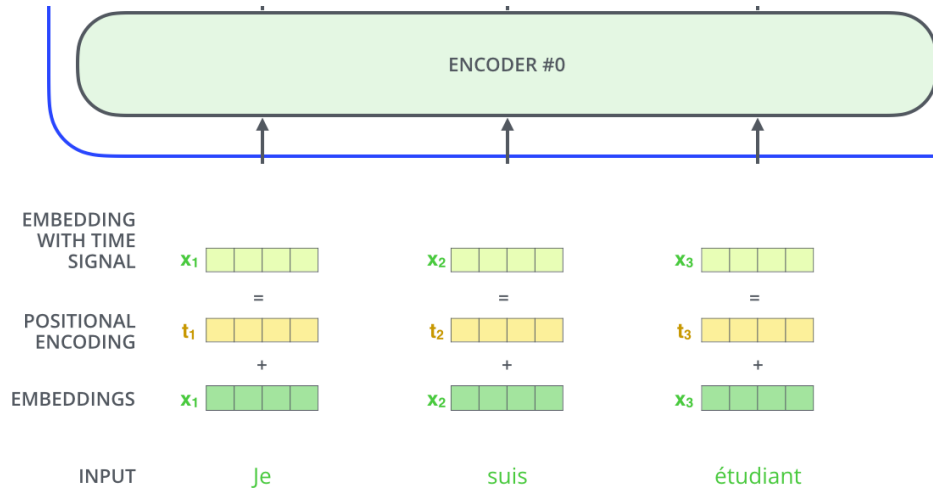 ENCODER #0
EMBEDDING
WITH TIME
SIGNAL
x₁ x₂ x₃
= = =
POSITIONAL
ENCODING
t₁ t₂ t₃
+ + +
EMBEDDINGS x₁ x₂ x₃
INPUT Je suis étudiant